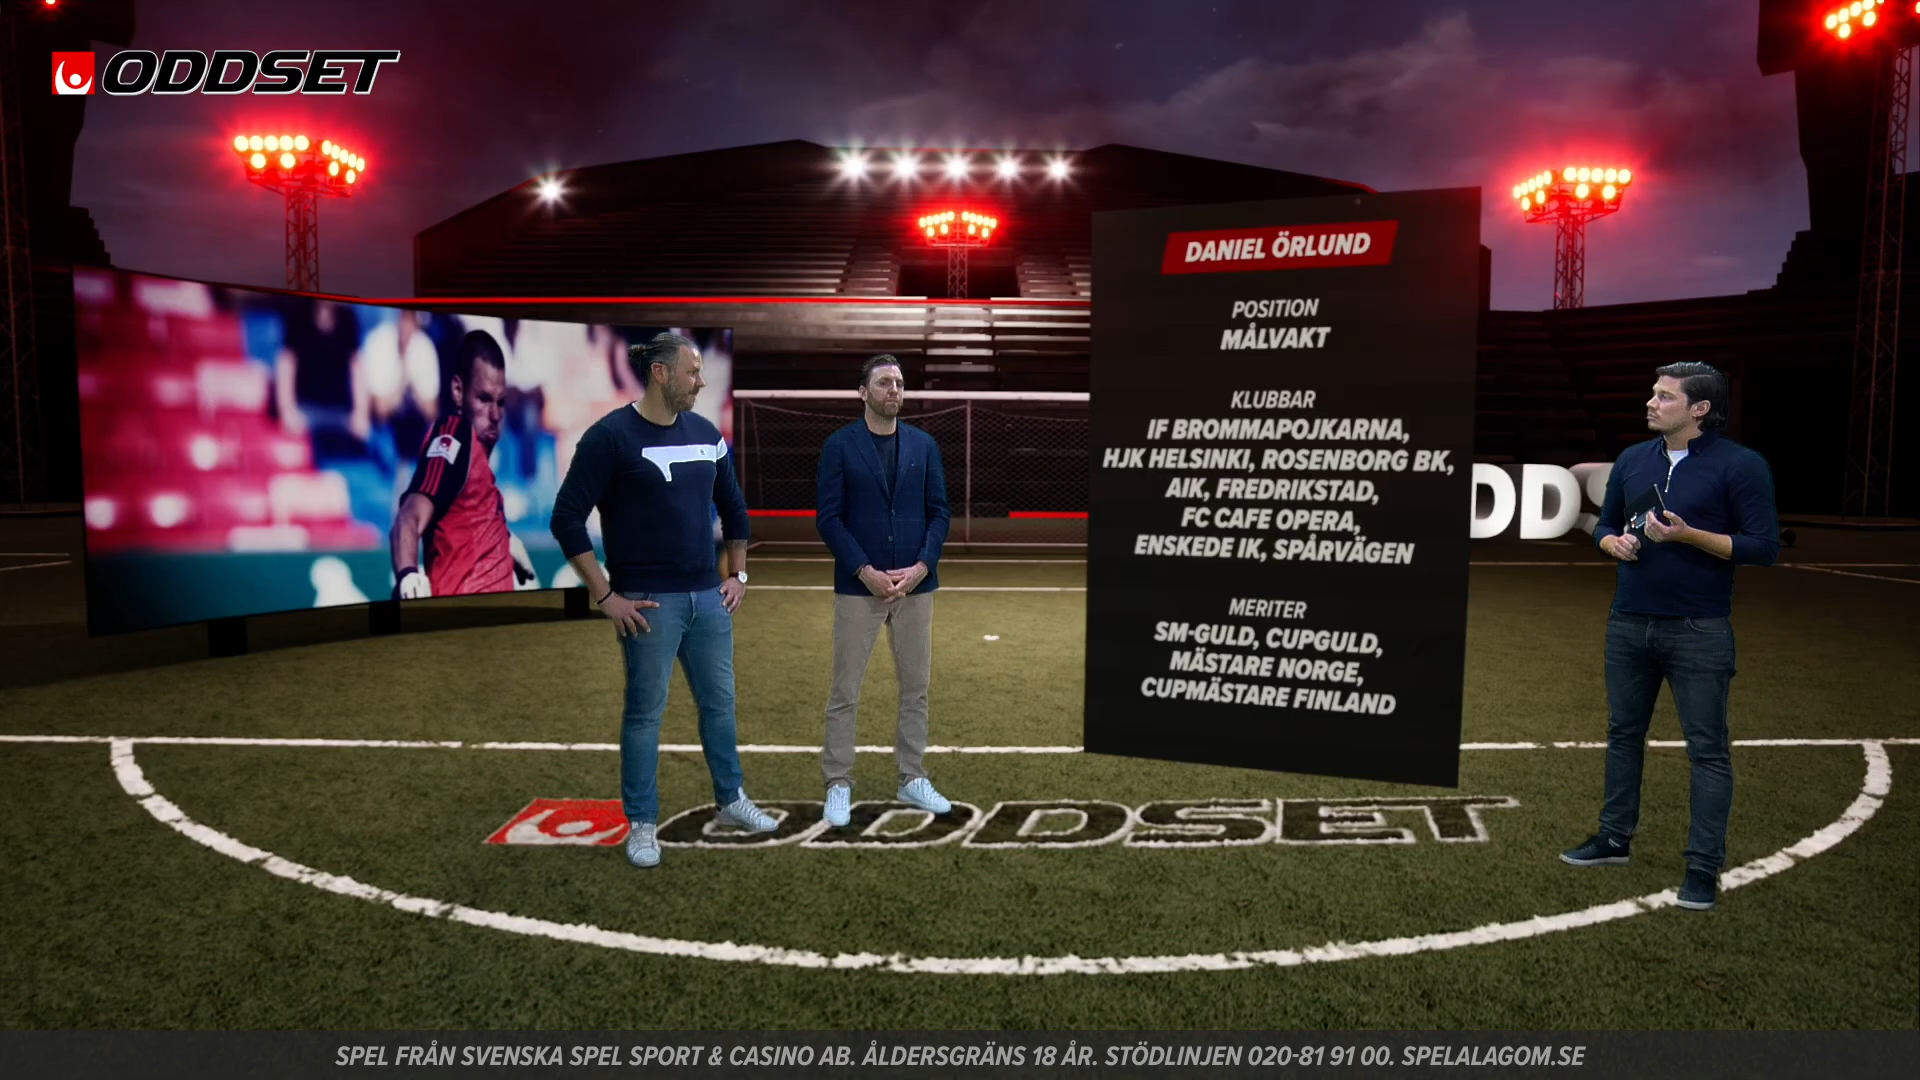 ODDSET
DANIEL ÖRLUND
POSITION
MÅLVAKT
KLUBBAR
IF BROMMAPOJKARNA,
HJK HELSINKI, ROSENBORG BK,
AIK, FREDRIKSTAD,
FC CAFE OPERA,
ENSKEDE IK, SPÅRVÄGEN
MERITER
SM-GULD, CUPGULD,
MÄSTARE NORGE,
CUPMÄSTARE FINLAND
DDS
ODDSET
SPEL FRÅN SVENSKA SPEL SPORT & CASINO AB. ÅLDERSGRÄNS 18 ÅR. STÖDLINJEN 020-81 91 00. SPELALAGOM.SE